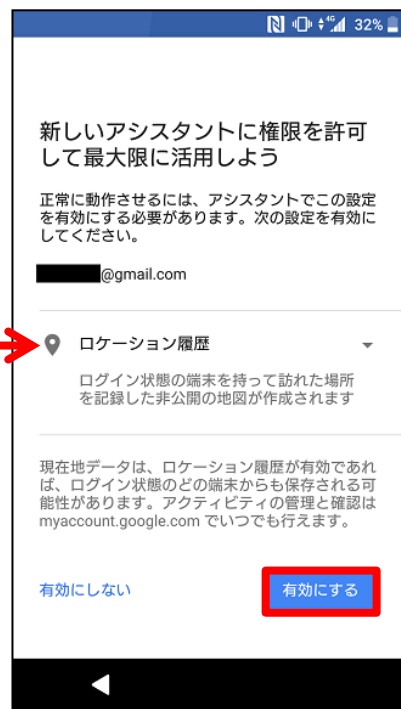 4G 32%
新しいアシスタントに権限を許可
して最大限に活用しよう
正常に動作させるには、アシスタントでこの設定
を有効にする必要があります。次の設定を有効に
してください。
@gmail.com
ロケーション履歴
ログイン状態の端末を持って訪れた場所
を記録した非公開の地図が作成されます
現在地データは、ロケーション履歴が有効であれ
ば、ログイン状態のどの端末からも保存される可
能性があります。アクティビティの管理と確認は
myaccount.google.com でいつでも行えます。
有効にしない 有効にする